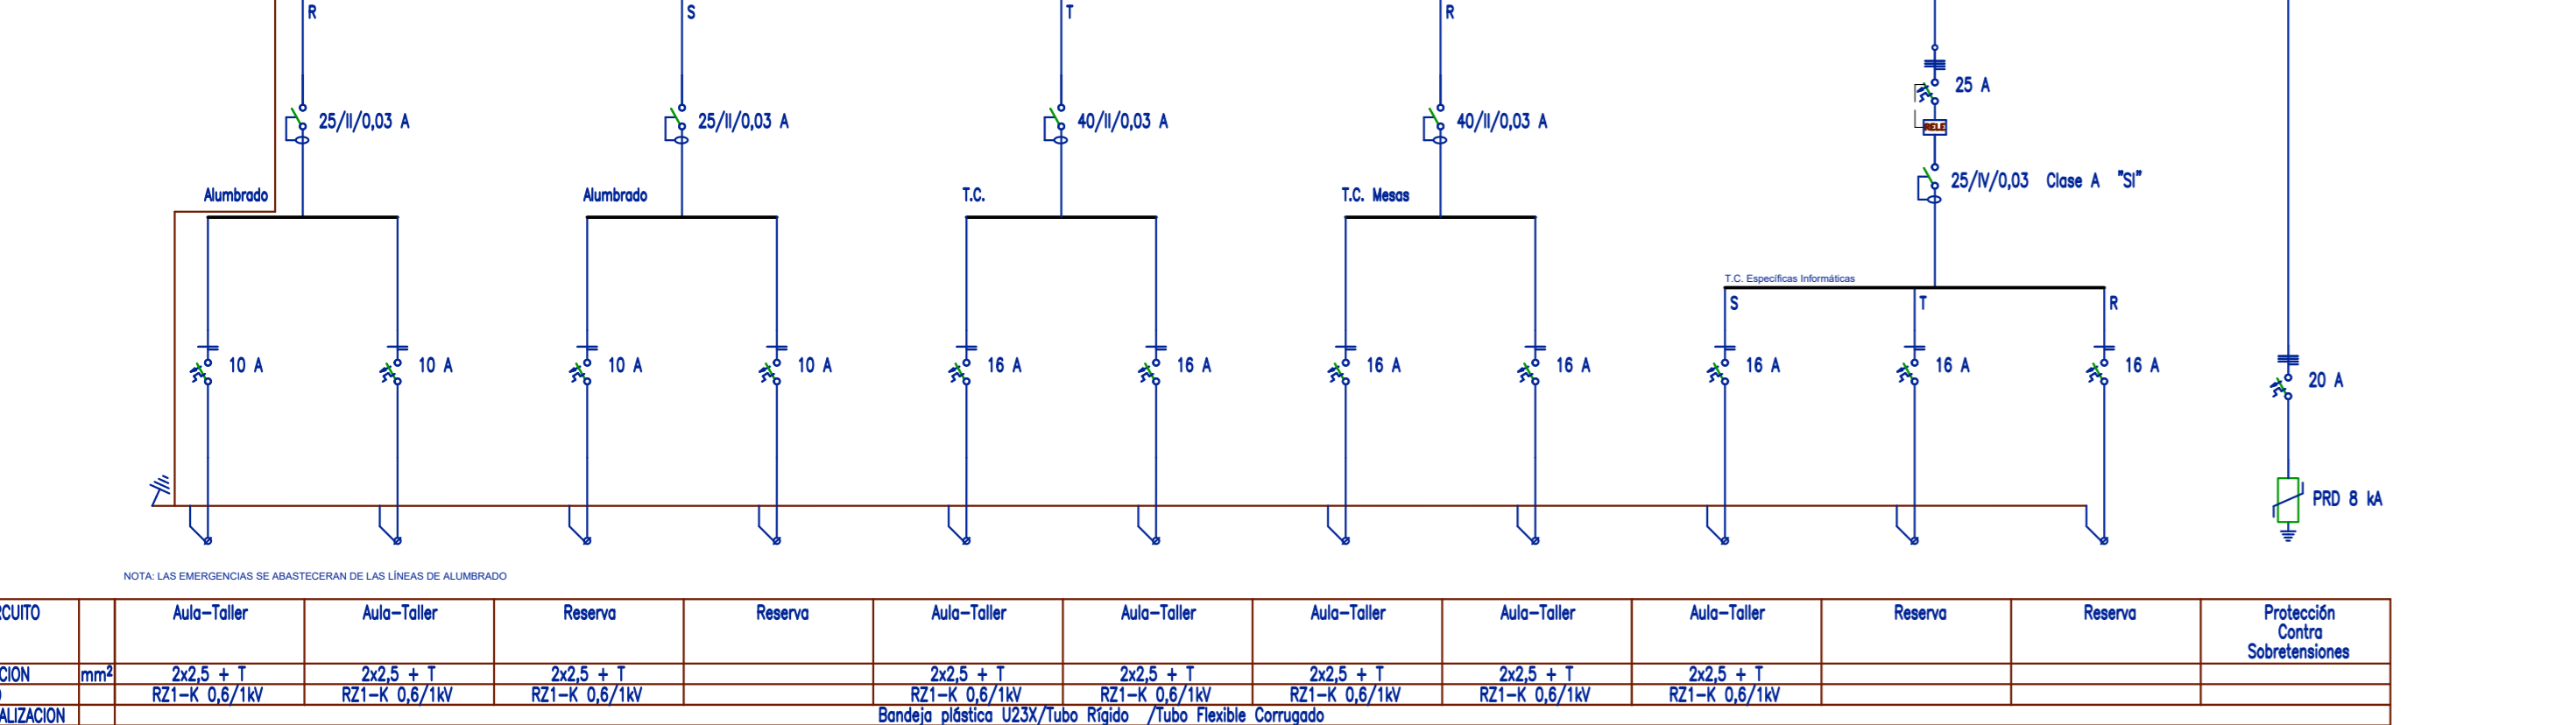 R S T R
25 A
25/II/0,03 A 25/II/0,03 A 40/II/0,03 A 40/II/0,03 A
RELE
25/IV/0,03 Clase A "SI"
Alumbrado Alumbrado T.C. T.C. Mesas
T.C. Específicas Informáticas
S T R
10 A 10 A 10 A 10 A 16 A 16 A 16 A 16 A 16 A 16 A 16 A
20 A
PRD 8 kA
NOTA: LAS EMERGENCIAS SE ABASTECERAN DE LAS LÍNEAS DE ALUMBRADO
RCUITO Aula-Taller Aula-Taller Reserva Reserva Aula-Taller Aula-Taller Aula-Taller Aula-Taller Aula-Taller Reserva Reserva Protección
Contra
Sobretensiones
CION mm² 2x2,5 + T 2x2,5 + T 2x2,5 + T 2x2,5 + T 2x2,5 + T 2x2,5 + T 2x2,5 + T 2x2,5 + T
O RZ1-K 0,6/1kV RZ1-K 0,6/1kV RZ1-K 0,6/1kV RZ1-K 0,6/1kV RZ1-K 0,6/1kV RZ1-K 0,6/1kV RZ1-K 0,6/1kV RZ1-K 0,6/1kV
ALIZACION Bandeja plástica U23X/Tubo Rígido /Tubo Flexible Corrugado